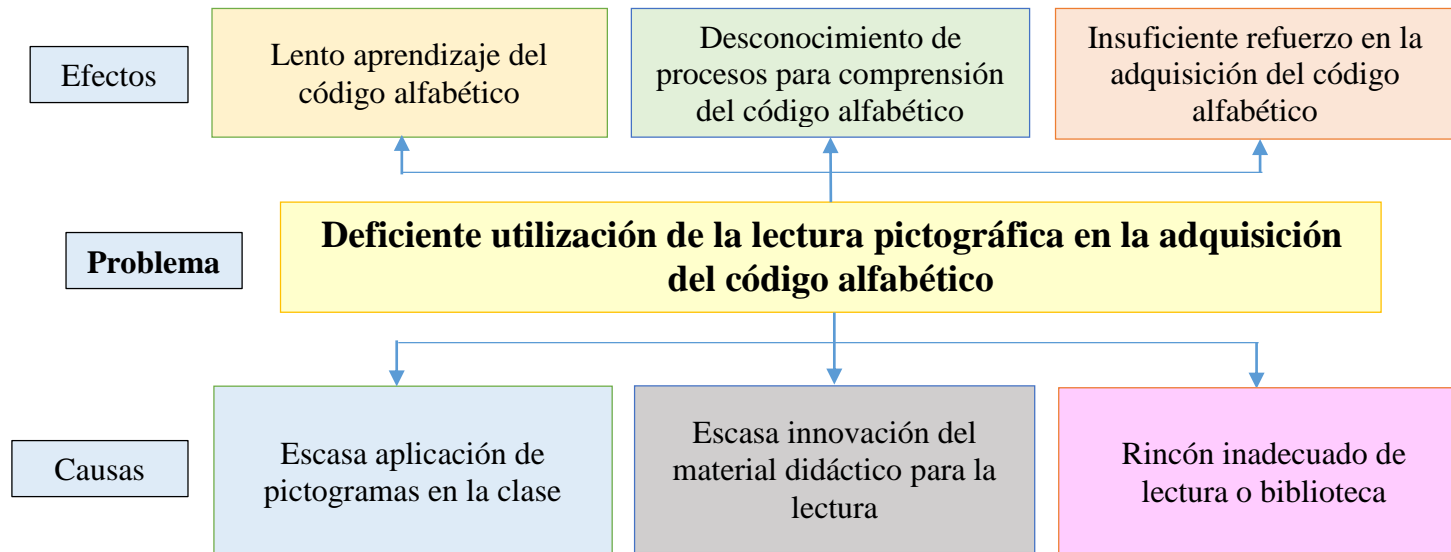 Efectos
Lento aprendizaje del
código alfabético
Desconocimiento de
procesos para comprensión
del código alfabético
Insuficiente refuerzo en la
adquisición del código
alfabético
Problema
Deficiente utilización de la lectura pictográfica en la adquisición
del código alfabético
Causas
Escasa aplicación de
pictogramas en la clase
Escasa innovación del
material didáctico para la
lectura
Rincón inadecuado de
lectura o biblioteca